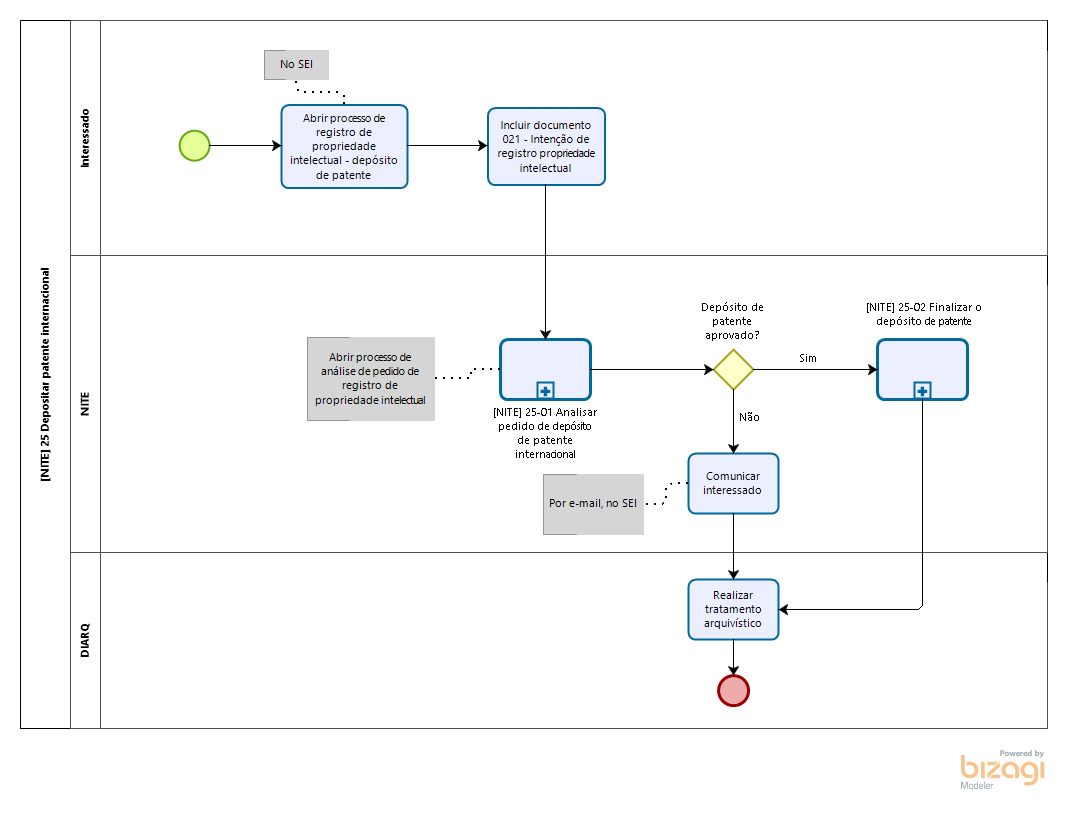 [NITE] 25 Depositar patente internacional
Interessado
No SEI
Abrir processo de
registro de
propriedade
intelectual - depósito
de patente
Incluir documento
021 - Intenção de
registro propriedade
intelectual
NITE
Abrir processo de
análise de pedido de
registro de
propriedade intelectual
[NITE] 25-01 Analisar
pedido de depósito
de patente
internacional
Depósito de
patente
aprovado?
Sim
[NITE] 25-02 Finalizar o
depósito de patente
Não
Comunicar
interessado
Por e-mail, no SEI
DIARQ
Realizar
tratamento
arquivístico
Powered by
bizagi
Modeler